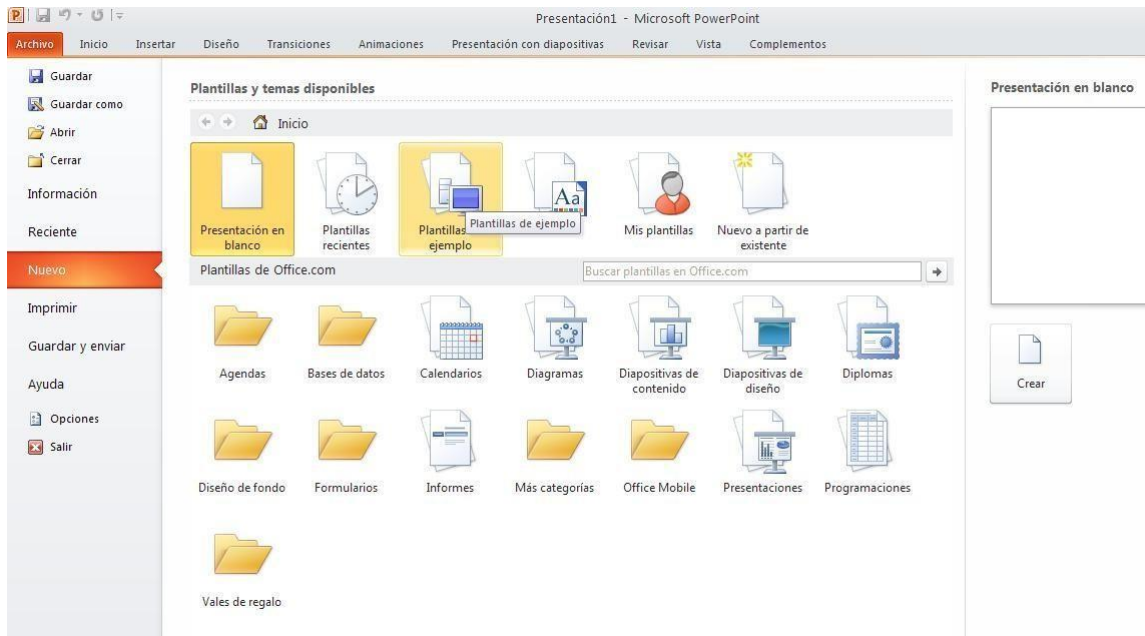 Presentación1 - Microsoft PowerPoint
Archivo Inicio Insertar Diseño Transiciones Animaciones Presentación con diapositivas Revisar Vista Complementos
Guardar
Guardar como
Abrir
Cerrar
Información
Reciente
Nuevo
Imprimir
Guardar y enviar
Ayuda
Opciones
Salir
Plantillas y temas disponibles
Inicio
Presentación en
blanco
Plantillas
recientes
Plantillas
ejemplo
Aa
Plantillas de ejemplo
Mis plantillas
Nuevo a partir de
existente
Plantillas de Office.com
Buscar plantillas en Office.com
Agendas
Bases de datos
Calendarios
Diagramas
Diapositivas de
contenido
Diapositivas de
diseño
Diplomas
Diseño de fondo
Formularios
Informes
Más categorías
Office Mobile
Presentaciones
Programaciones
Vales de regalo
Presentación en blanco
Crear